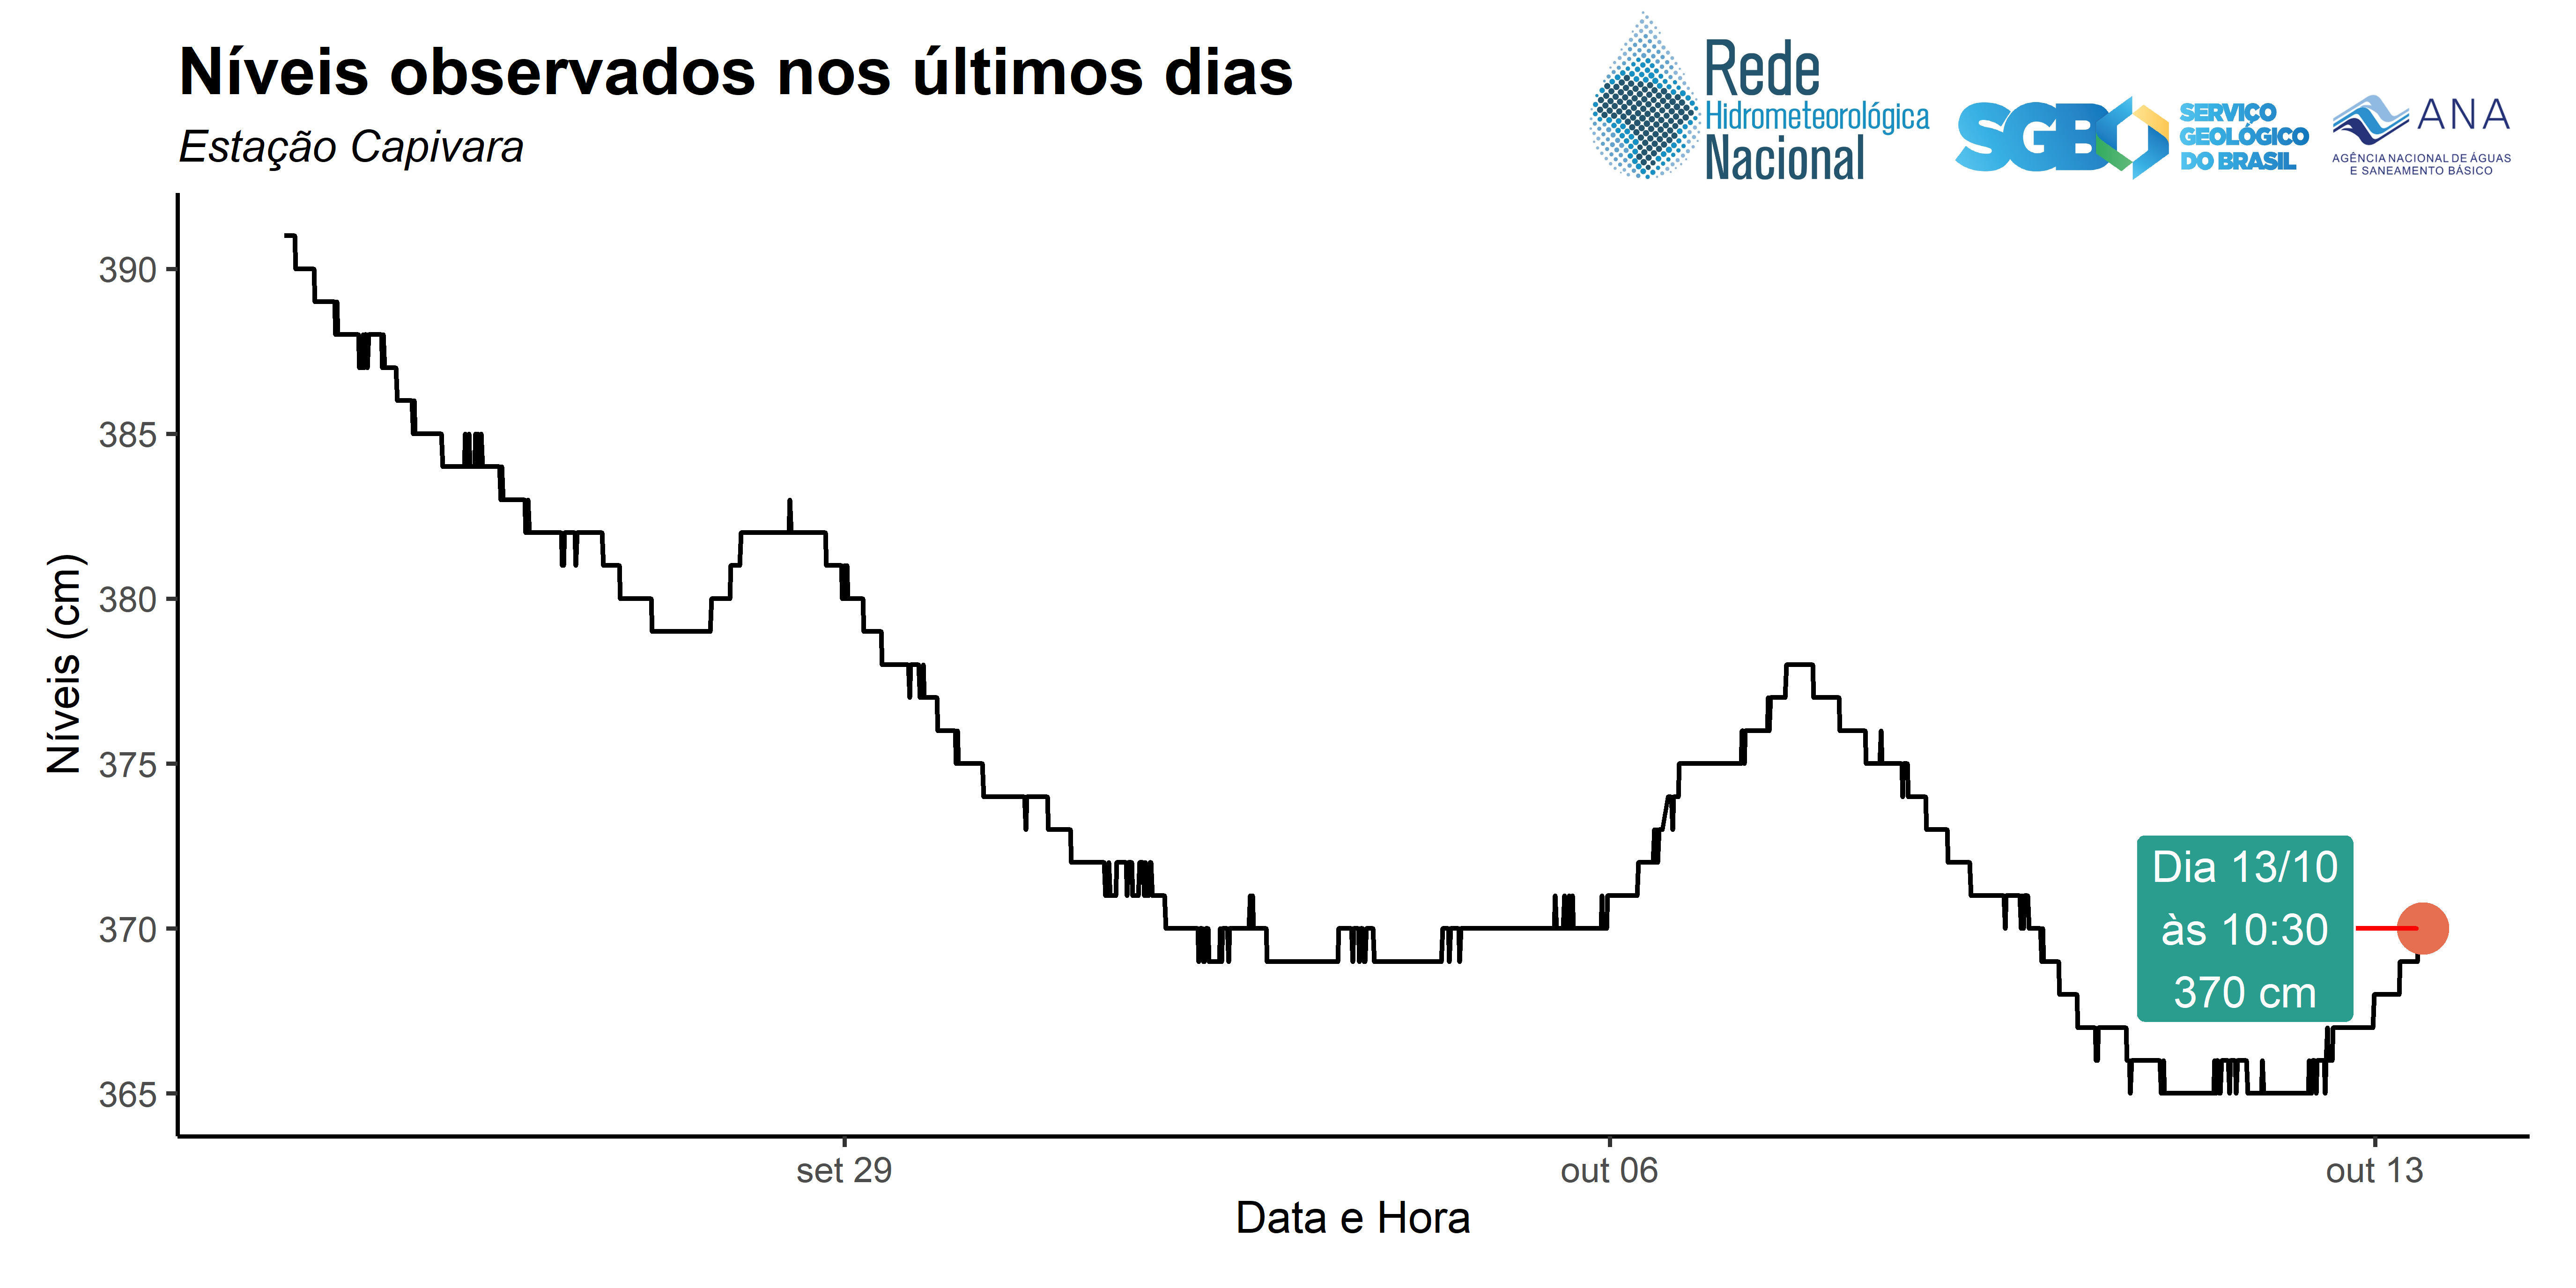 Níveis observados nos últimos dias
Estação Capivara
Rede
Hidrometeorológica
Nacional
SGB
SERVIÇO
GEOLÓGICO
DO BRASIL
ANA
AGÊNCIA NACIONAL DE ÁGUAS
E SANEAMENTO BÁSICO
Níveis (cm)
390
385
380
375
370
365
Dia 13/10
às 10:30
370 cm
set 29
out 06
out 13
Data e Hora